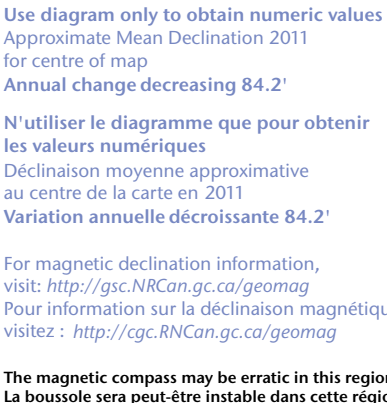 Use diagram only to obtain numeric values
Approximate Mean Declination 2011
for centre of map
Annual change decreasing 84.2'
N'utiliser le diagramme que pour obtenir
les valeurs numériques
Déclinaison moyenne approximative
au centre de la carte en 2011
Variation annuelle décroissante 84.2'
For magnetic declination information,
visit: http://gsc.NRCan.gc.ca/geomag
Pour information sur la déclinaison magnétiqu
visitez : http://cgc.RNCan.gc.ca/geomag
The magnetic compass may be erratic in this region
La boussole sera peut-être instable dans cette régio